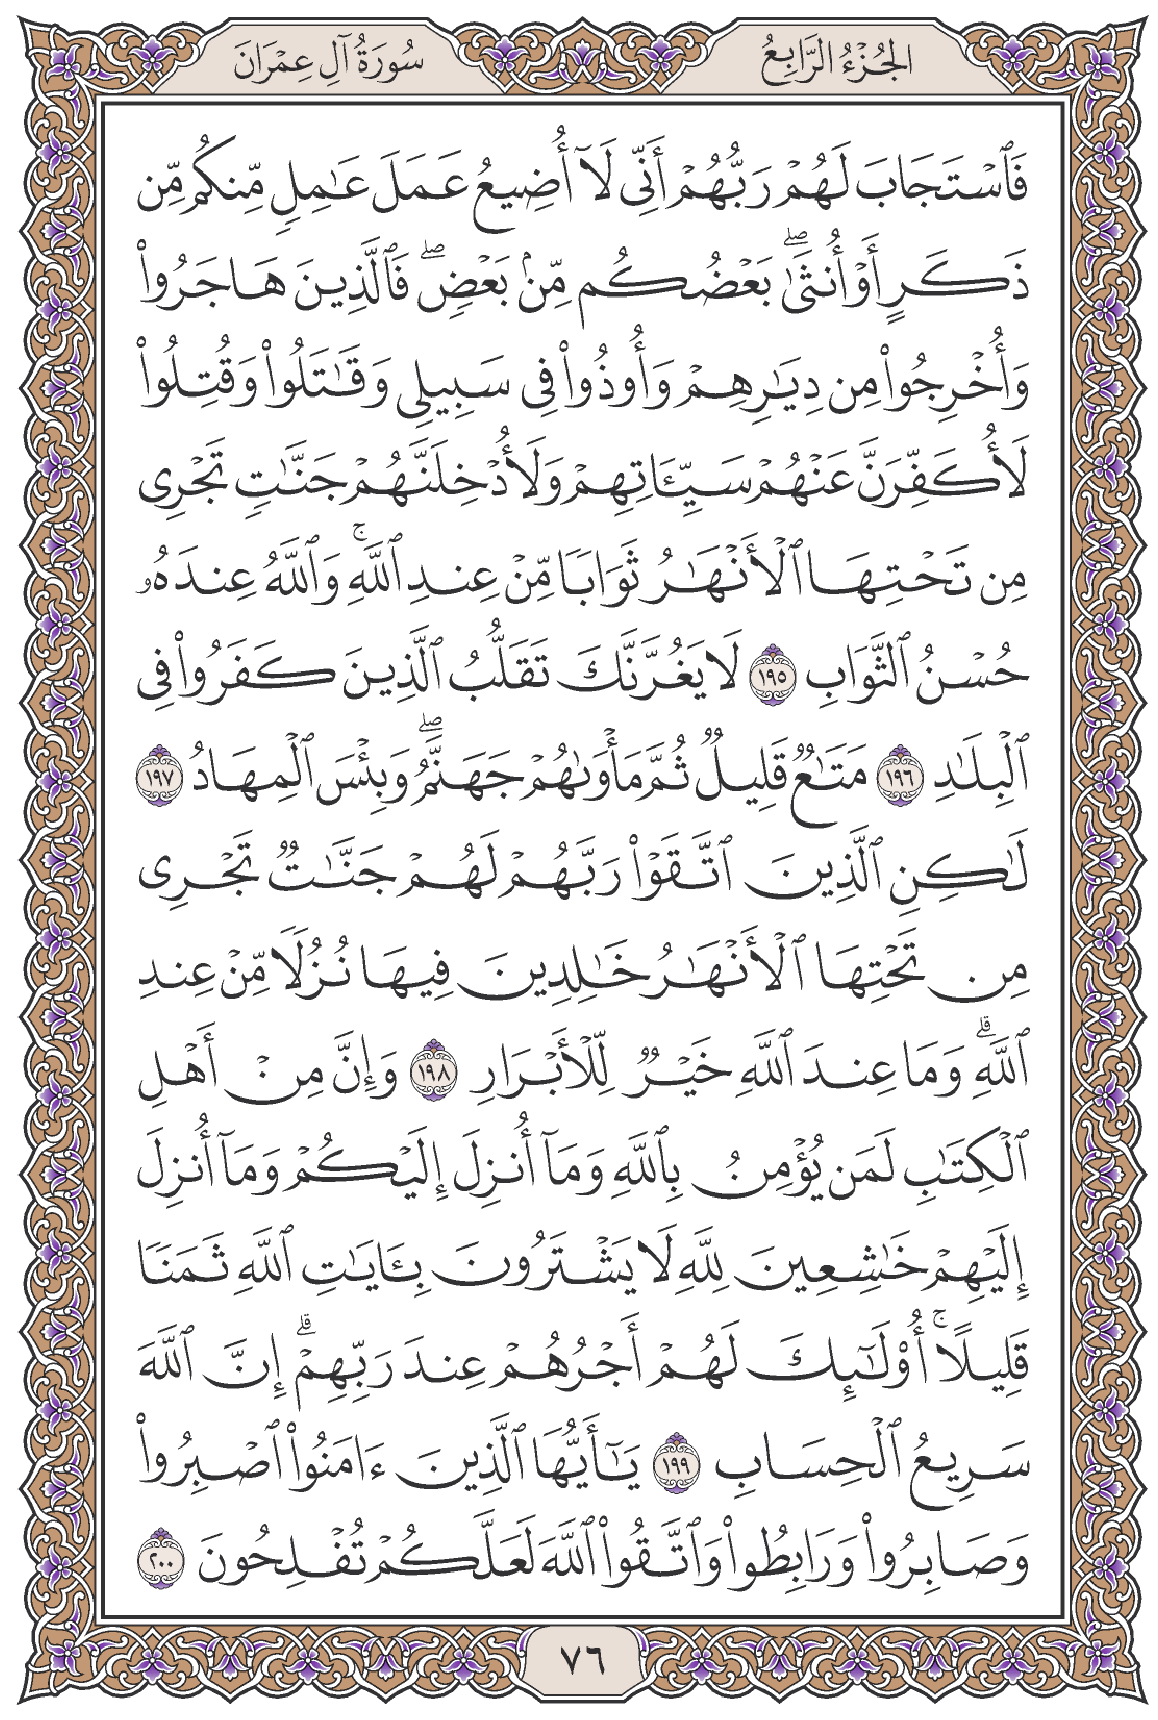 الجُزْءُ الرَّابِعُ
سُورَةُ آلِ عِمْرَانَ
فَٱسۡتَجَابَ لَهُمۡ رَبُّهُمۡ أَنِّي لَآ أُضِيعُ عَمَلَ عَٰمِلٖ مِّنكُم مِّن
ذَكَرٍ أَوۡ أُنثَىٰۖ بَعۡضُكُم مِّنۢ بَعۡضٖۖ فَٱلَّذِينَ هَاجَرُواْ
وَأُخۡرِجُواْ مِن دِيَٰرِهِمۡ وَأُوذُواْ فِي سَبِيلِي وَقَٰتَلُواْ وَقُتِلُواْ
لَأُكَفِّرَنَّ عَنۡهُمۡ سَيِّـَٔاتِهِمۡ وَلَأُدۡخِلَنَّهُمۡ جَنَّٰتٖ تَجۡرِي
مِن تَحۡتِهَا ٱلۡأَنۡهَٰرُ ثَوَابٗا مِّنۡ عِندِ ٱللَّهِۚ وَٱللَّهُ عِندَهُۥ
حُسۡنُ ٱلثَّوَابِ ١٩٥ لَا يَغُرَّنَّكَ تَقَلُّبُ ٱلَّذِينَ كَفَرُواْ فِي
ٱلۡبِلَٰدِ ١٩٦ مَتَٰعٞ قَلِيلٞ ثُمَّ مَأۡوَىٰهُمۡ جَهَنَّمُۖ وَبِئۡسَ ٱلۡمِهَادُ ١٩٧
لَٰكِنِ ٱلَّذِينَ ٱتَّقَوۡاْ رَبَّهُمۡ لَهُمۡ جَنَّٰتٞ تَجۡرِي
مِن تَحۡتِهَا ٱلۡأَنۡهَٰرُ خَٰلِدِينَ فِيهَا نُزُلٗا مِّنۡ عِندِ
ٱللَّهِۗ وَمَا عِندَ ٱللَّهِ خَيۡرٞ لِّلۡأَبۡرَارِ ١٩٨ وَإِنَّ مِنۡ أَهۡلِ
ٱلۡكِتَٰبِ لَمَن يُؤۡمِنُ بِٱللَّهِ وَمَآ أُنزِلَ إِلَيۡكُمۡ وَمَآ أُنزِلَ
إِلَيۡهِمۡ خَٰشِعِينَ لِلَّهِ لَا يَشۡتَرُونَ بِـَٔايَٰتِ ٱللَّهِ ثَمَنٗا
قَلِيلًاۚ أُوْلَٰٓئِكَ لَهُمۡ أَجۡرُهُمۡ عِندَ رَبِّهِمۡۗ إِنَّ ٱللَّهَ
سَرِيعُ ٱلۡحِسَابِ ١٩٩ يَٰٓأَيُّهَا ٱلَّذِينَ ءَامَنُواْ ٱصۡبِرُواْ
وَصَابِرُواْ وَرَابِطُواْ وَٱتَّقُواْ ٱللَّهَ لَعَلَّكُمۡ تُفۡلِحُونَ ٢٠٠
٧٦